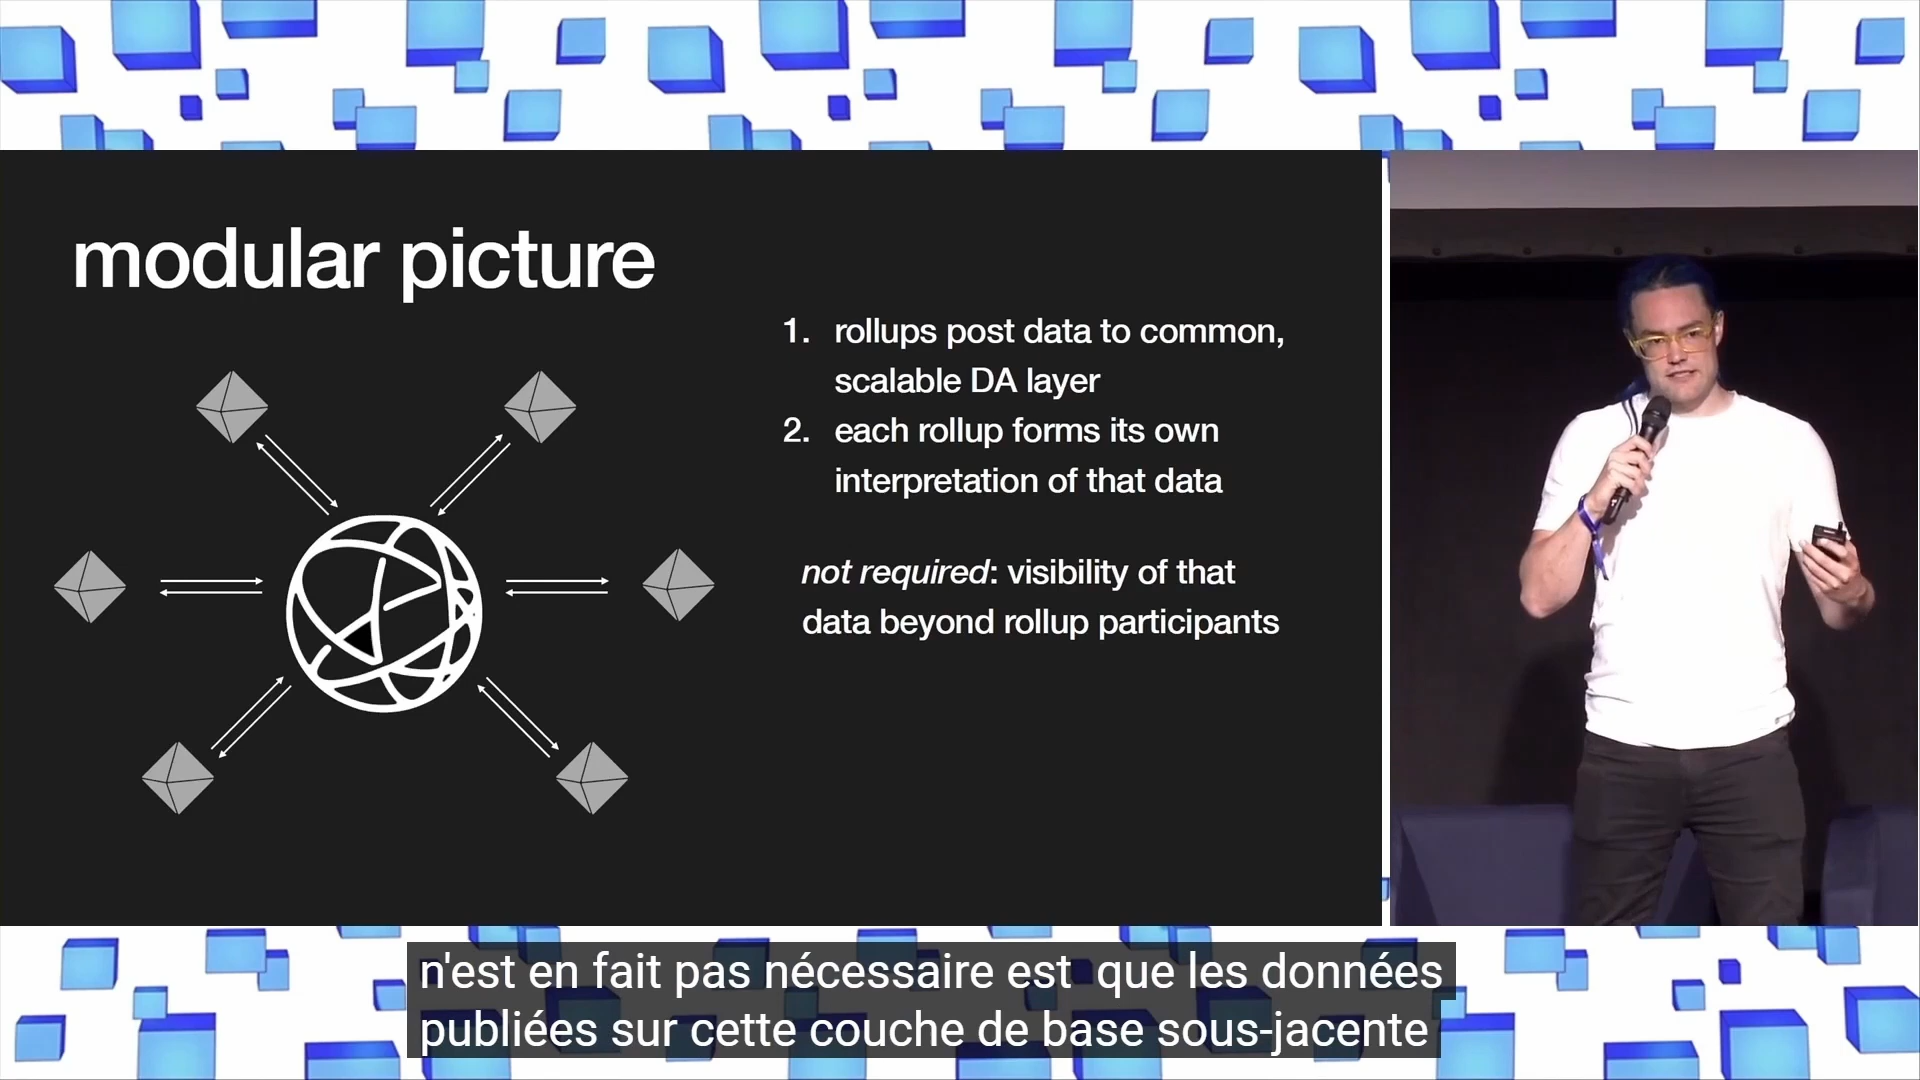 modular picture
1. rollups post data to common,
scalable DA layer
2. each rollup forms its own
interpretation of that data
not required: visibility of that
data beyond rollup participants
n'est en fait pas nécessaire est que les données
publiées sur cette couche de base sous-jacente